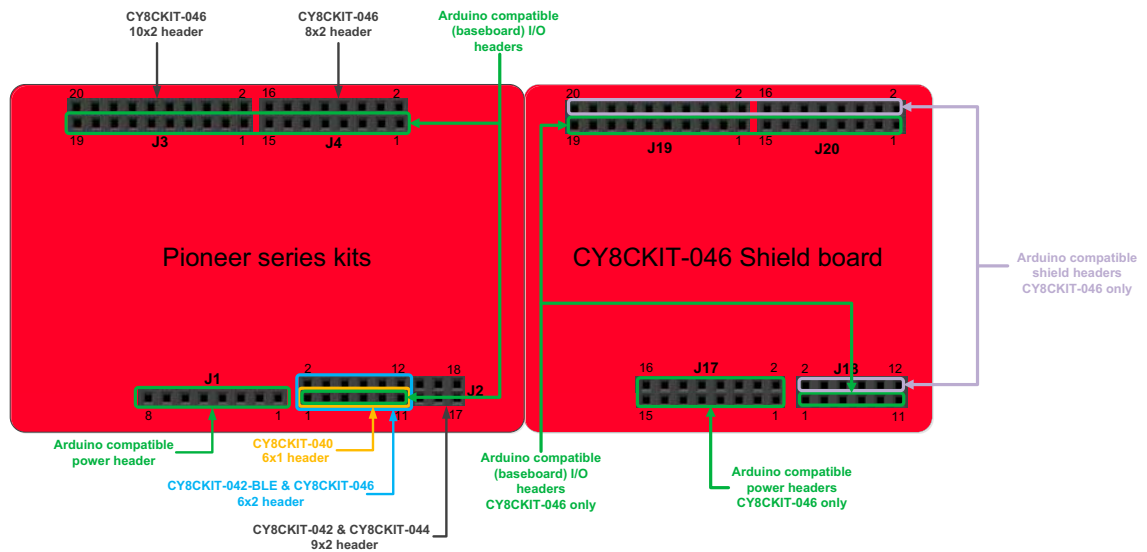 CY8CKIT-046
10x2 header
CY8CKIT-046
8x2 header
Arduino compatible
(baseboard) I/O
headers
20 2 16 2
19 1 15 1
J3 J4
20 2 16 2
19 1 15 1
J19 J20
Pioneer series kits
CY8CKIT-046 Shield board
Arduino compatible
shield headers
CY8CKIT-046 only
J1
8 1
2 12 18
J2
1 11 17
16 J17 2
15 1
2 J18 12
1 11
Arduino compatible
power header
CY8CKIT-040
6x1 header
CY8CKIT-042-BLE & CY8CKIT-046
6x2 header
CY8CKIT-042 & CY8CKIT-044
9x2 header
Arduino compatible
(baseboard) I/O
headers
CY8CKIT-046 only
Arduino compatible
power headers
CY8CKIT-046 only